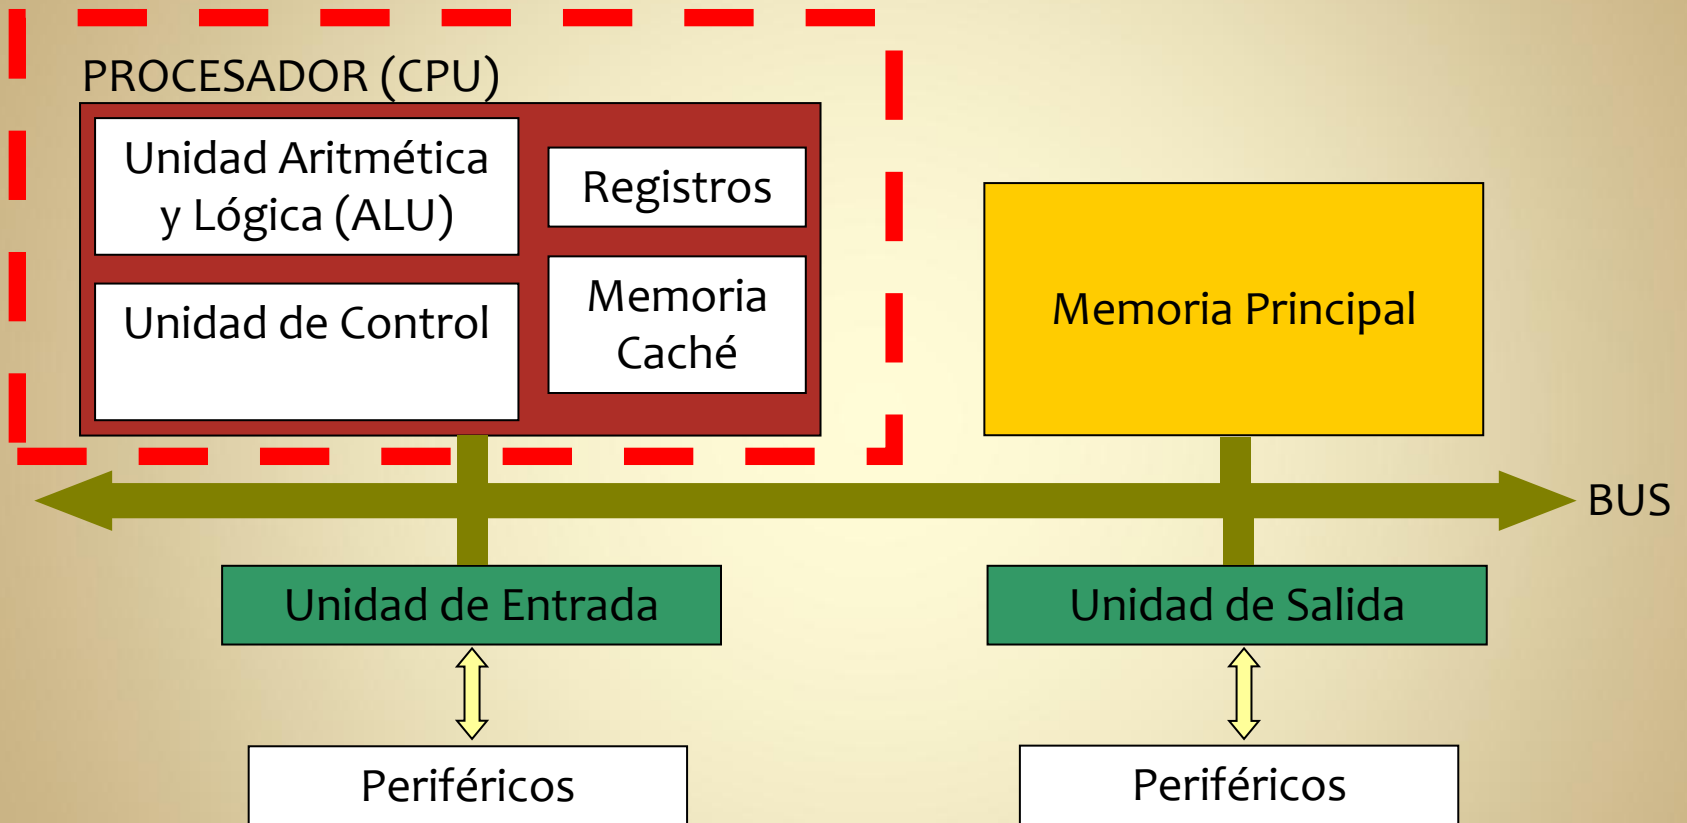 PROCESADOR (CPU)
Unidad Aritmética
y Lógica (ALU)
Registros
Unidad de Control
Memoria
Caché
Memoria Principal
BUS
Unidad de Entrada
Unidad de Salida
Periféricos
Periféricos